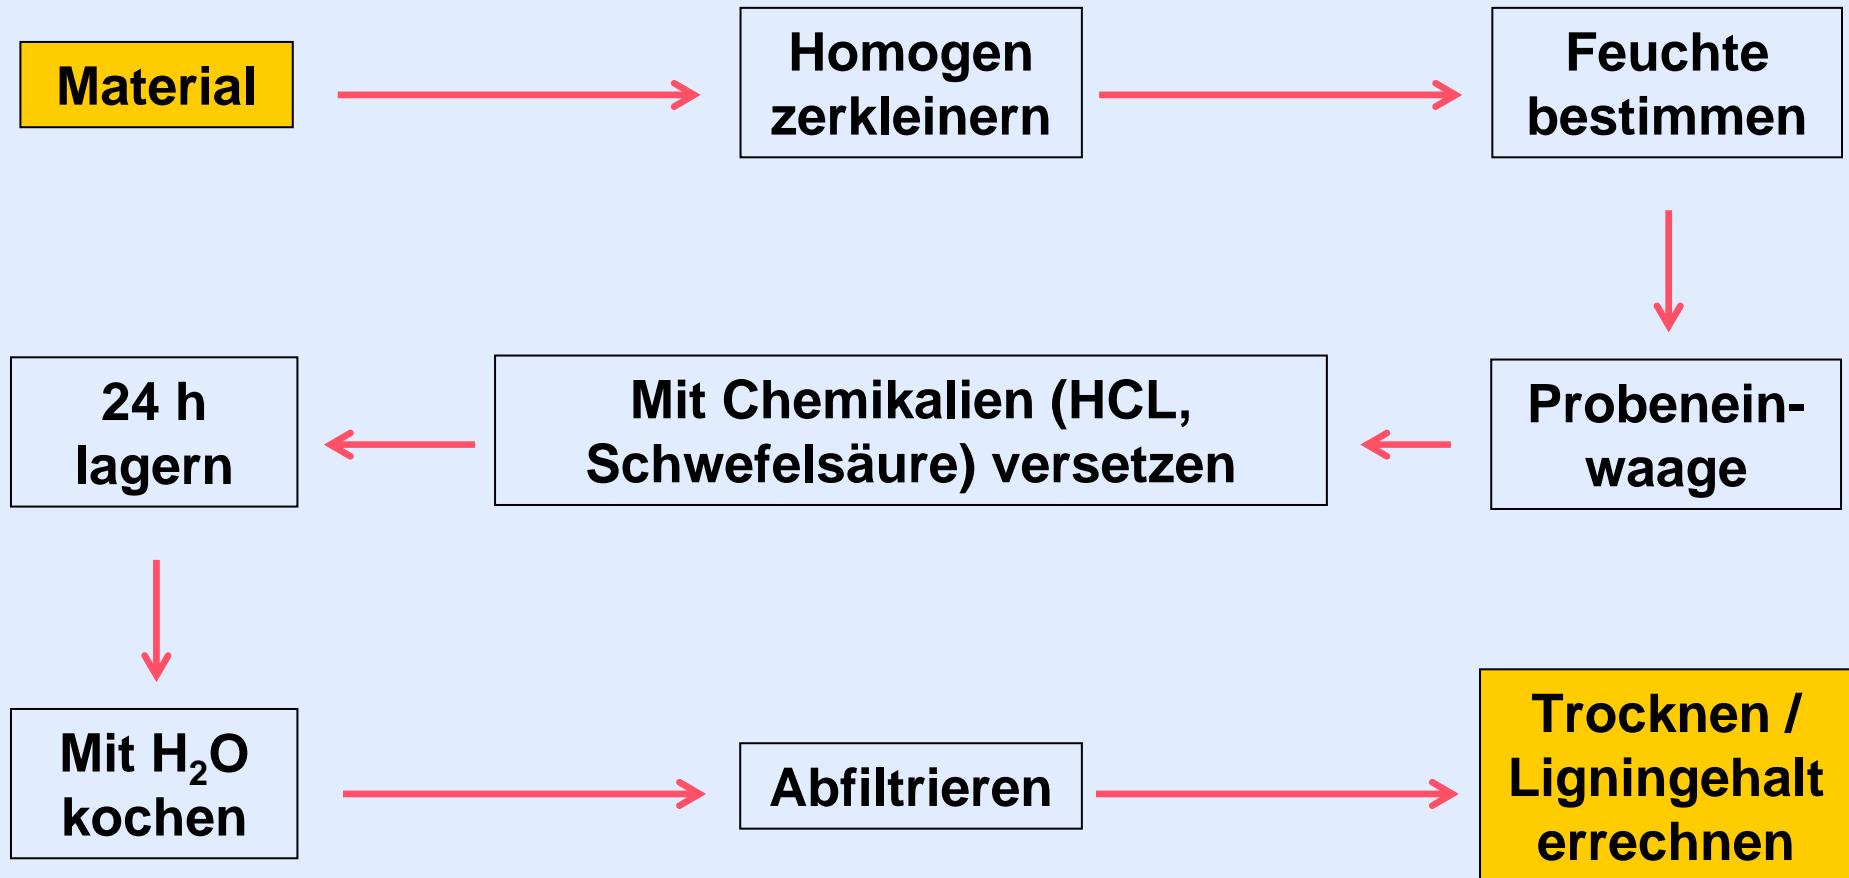 Material
Homogen
zerkleinern
Feuchte
bestimmen
Probenein-
waage
Mit Chemikalien (HCL,
Schwefelsäure) versetzen
24 h
lagern
Mit H₂O
kochen
Abfiltrieren
Trocknen /
Ligningehalt
errechnen